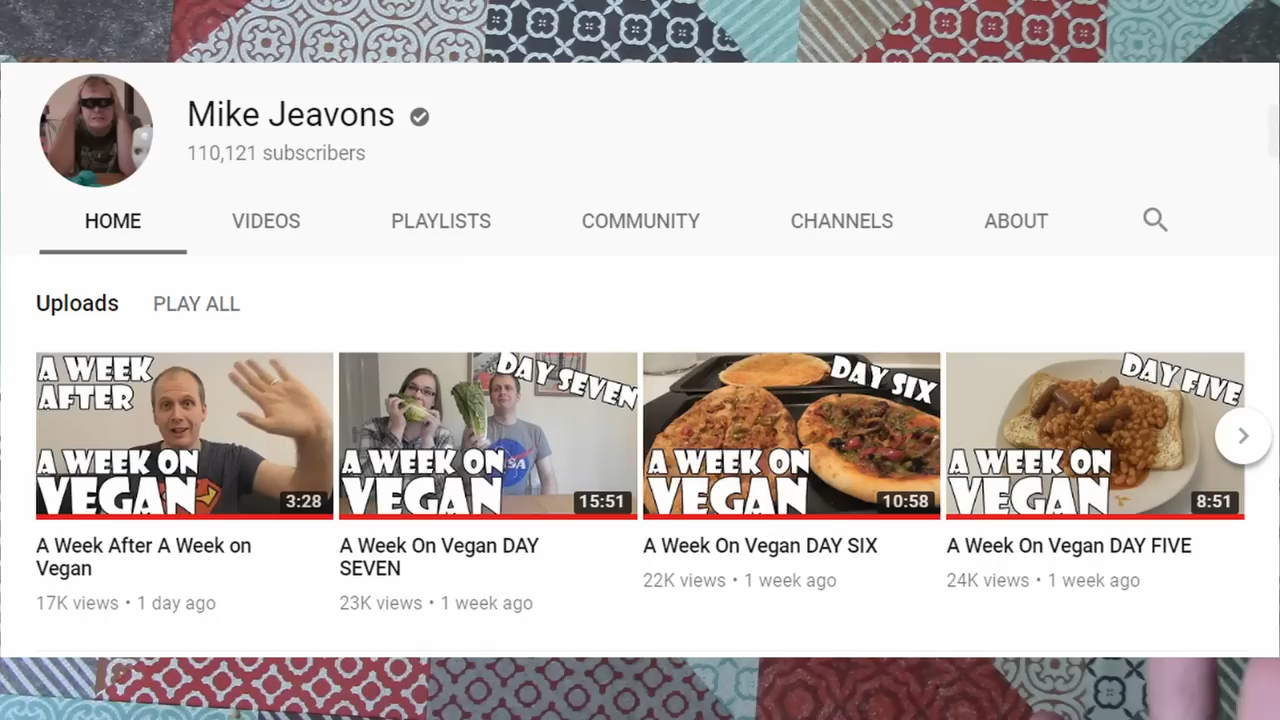 Mike Jeavons
110,121 subscribers
HOME VIDEOS PLAYLISTS COMMUNITY CHANNELS ABOUT
Uploads PLAY ALL
A WEEK
AFTER
A WEEK ON
VEGAN
3:28
DAY SEVEN
NASA
A WEEK ON
VEGAN
15:51
DAY SIX
A WEEK ON
VEGAN
10:58
DAY FIVE
A WEEK ON
VEGAN
8:51
A Week After A Week on
Vegan
17K views • 1 day ago
A Week On Vegan DAY
SEVEN
23K views • 1 week ago
A Week On Vegan DAY SIX
22K views • 1 week ago
A Week On Vegan DAY FIVE
24K views • 1 week ago